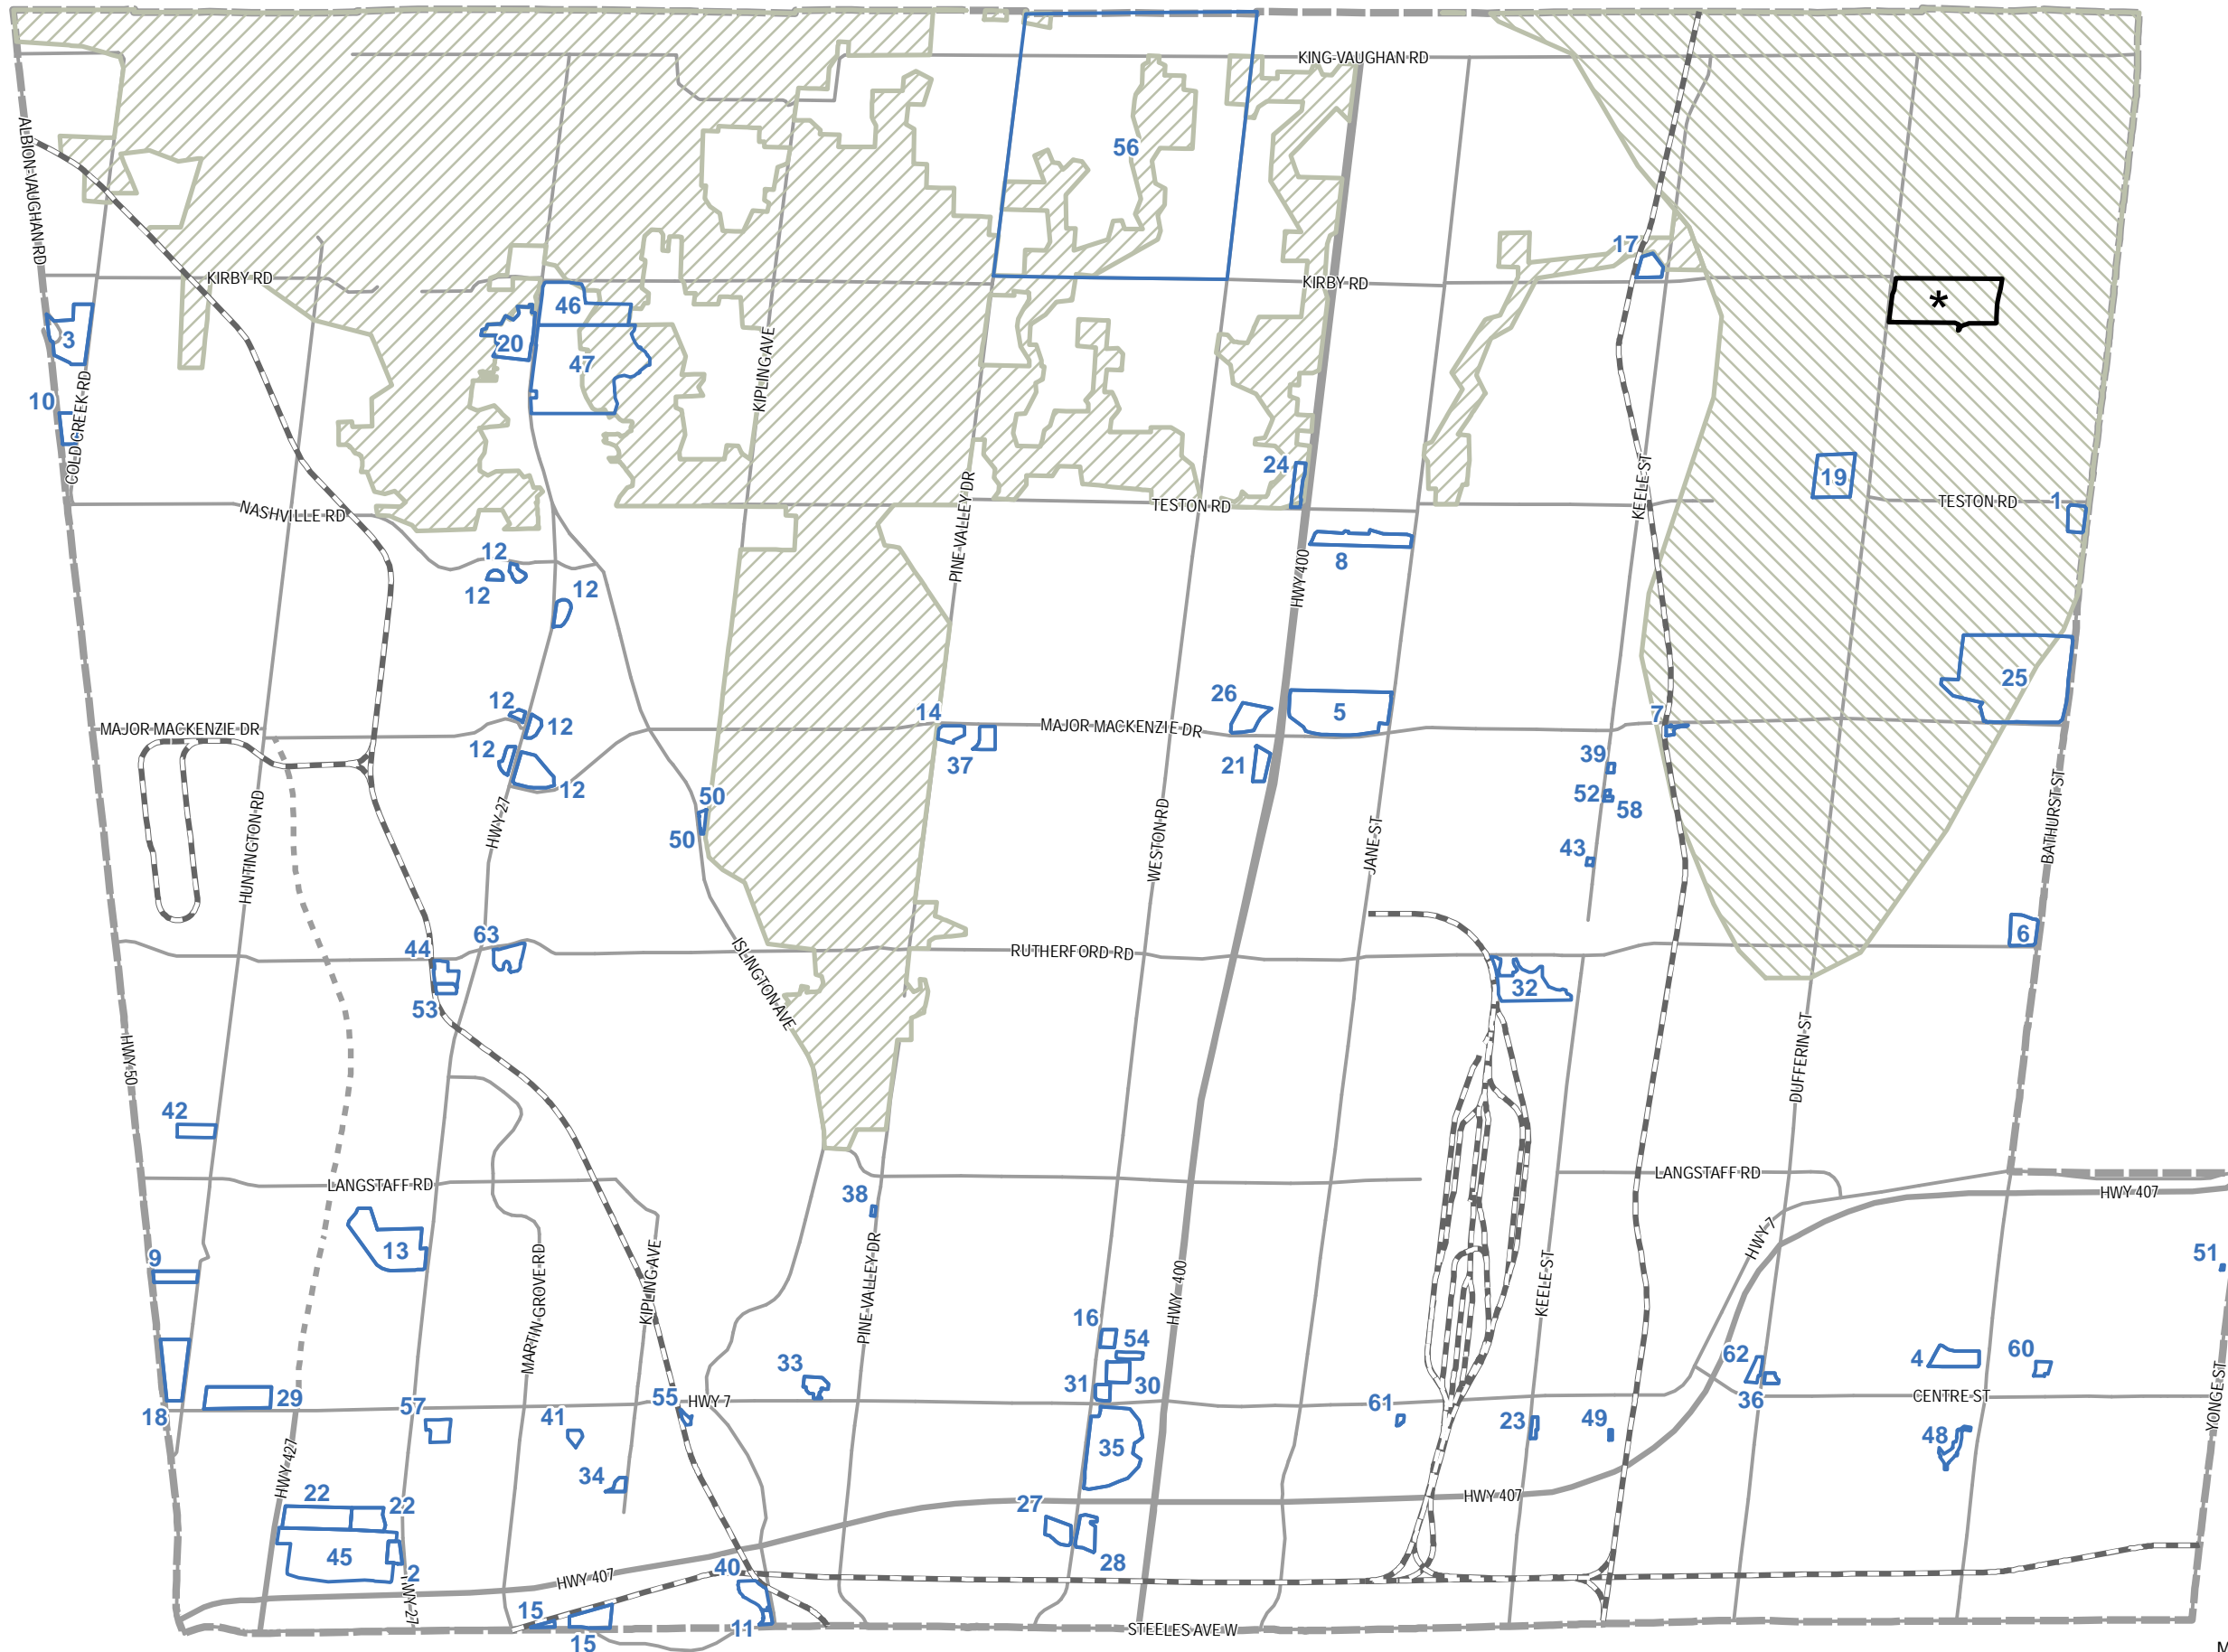 KING-VAUGHAN RD
56
ALBION-VAUGHAN RD
17
KIRBY RD
KIRBY RD
*
46
3
20
47
KIPLING AVE
10
COLD CREEK RD
24
KEELE ST
19
PINE VALLEY DR
TESTON RD
TESTON RD
1
NASHVILLE RD
12
8
HWY 400
12
12
25
12
26
14
5
7
MAJOR MACKENZIE DR
12
MAJOR MACKENZIE DR
12
37
21
39
12
50
52
58
HUNTINGTON RD
HWY 27
50
WESTON RD
JANE ST
43
BATHURST ST
63
6
44
ISLINGTON AVE
RUTHERFORD RD
32
53
HWY 50
DUFFERIN ST
42
LANGSTAFF RD
LANGSTAFF RD
38
HWY 407
9
13
HWY 7
51
MARTIN GROVE RD
KIPLING AVE
PINE VALLEY DR
HWY 400
KEELE ST
16
54
33
62
4
60
31
30
29
55
HWY 7
57
61
36
CENTRE ST
18
41
23
49
YONGE ST
35
48
HWY 427
34
22
22
27
HWY 407
45
2
28
HWY 407
40
HWY 27
15
11
STEELES AVE W
15
M